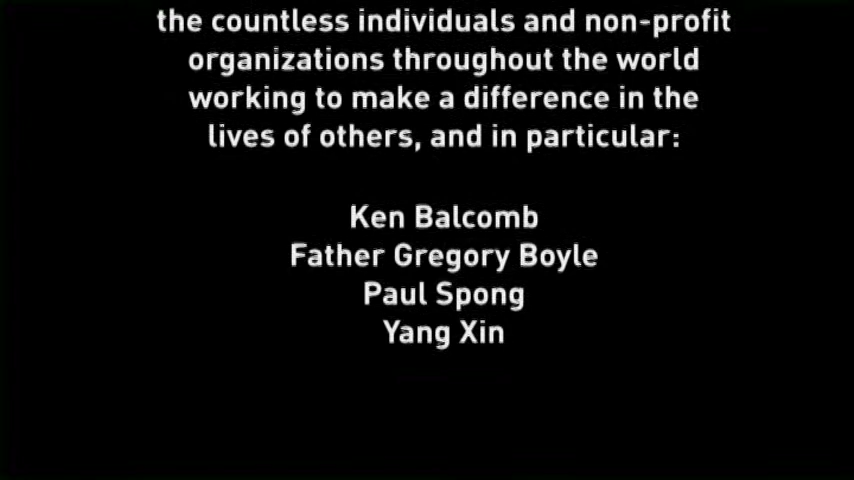 the countless individuals and non-profit
organizations throughout the world
working to make a difference in the
lives of others, and in particular:
Ken Balcomb
Father Gregory Boyle
Paul Spong
Yang Xin